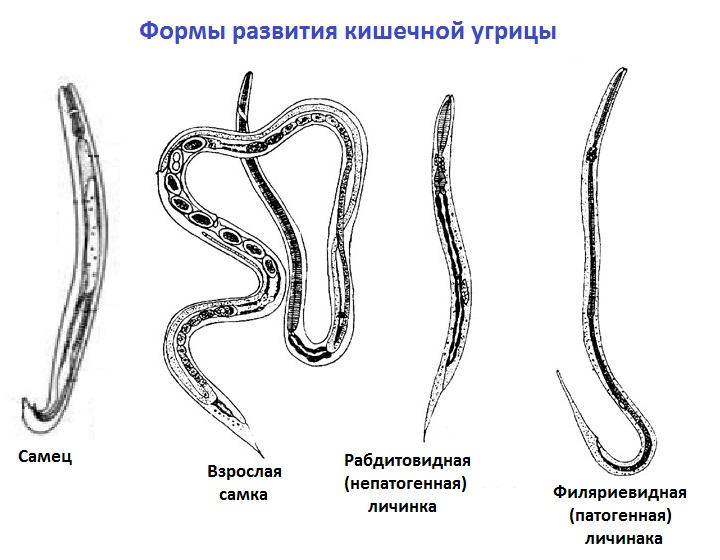 Формы развития кишечной угрицы
Самец
Взрослая
самка
Рабдитовидная
(непатогенная)
личинка
Филяриевидная
(патогенная)
личинака